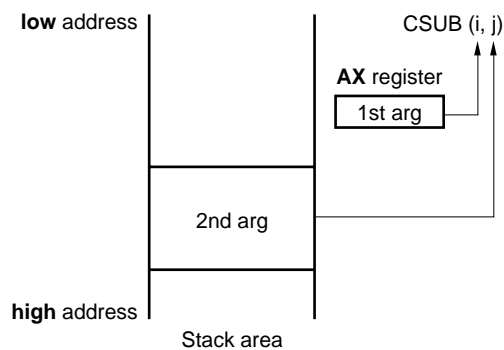 low address
CSUB (i, j)
AX register
1st arg
2nd arg
high address
Stack area